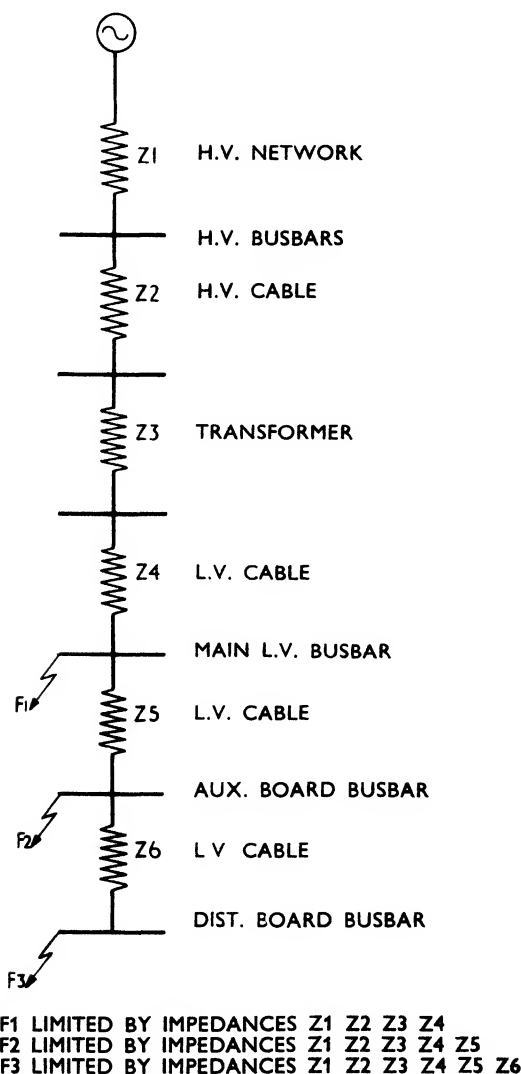 Z1 H.V. NETWORK
H.V. BUSBARS
Z2 H.V. CABLE
Z3 TRANSFORMER
Z4 L.V. CABLE
MAIN L.V. BUSBAR
F1
Z5 L.V. CABLE
AUX. BOARD BUSBAR
F2
Z6 L V CABLE
DIST. BOARD BUSBAR
F3
F1 LIMITED BY IMPEDANCES Z1 Z2 Z3 Z4
F2 LIMITED BY IMPEDANCES Z1 Z2 Z3 Z4 Z5
F3 LIMITED BY IMPEDANCES Z1 Z2 Z3 Z4 Z5 Z6